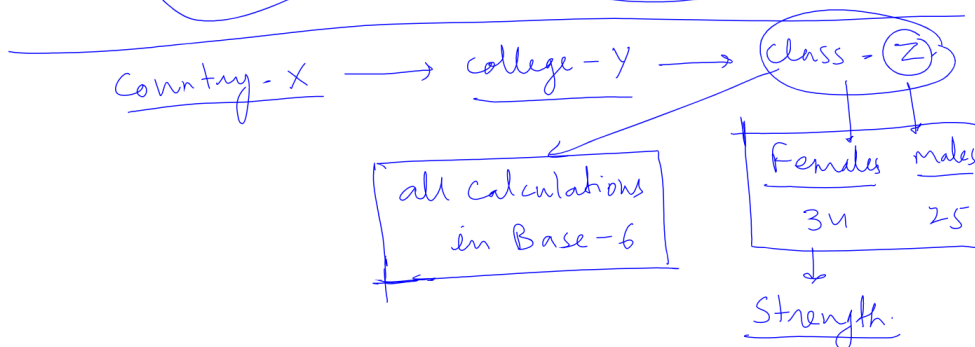 Country - X → college - Y → class - Z
all calculations
in Base-6
Females males
34 25
Strength.